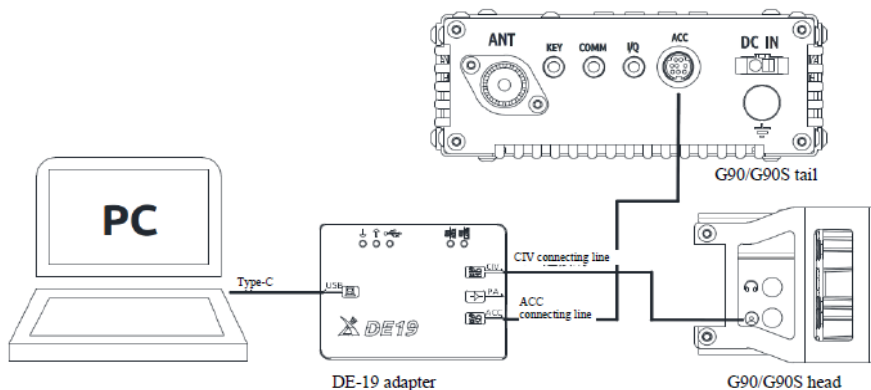 ANT
KEY
COMM
I/Q
ACC
DC IN
G90/G90S tail
PC
Type-C
USB
CIV
PA
ACC
DE19
CIV connecting line
ACC
connecting line
DE-19 adapter
G90/G90S head